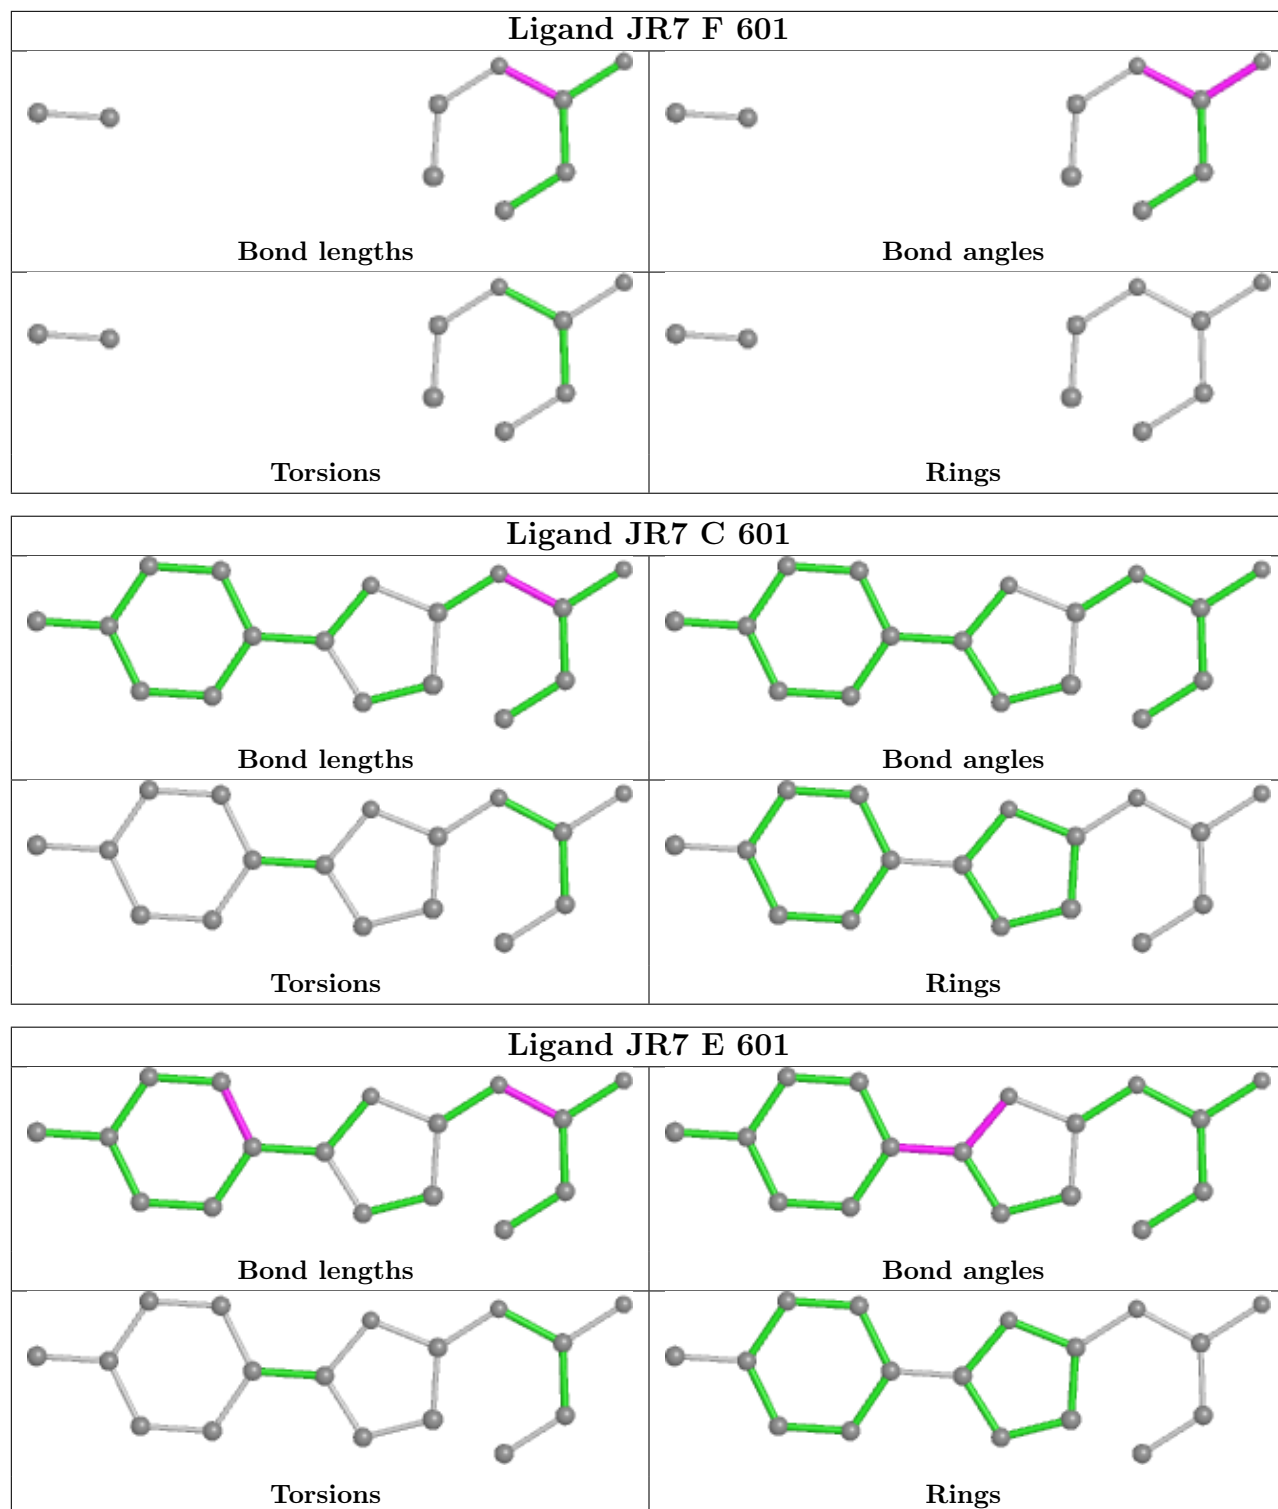 Ligand JR7 F 601
Bond lengths Bond angles
Torsions Rings
Ligand JR7 C 601
Bond lengths Bond angles
Torsions Rings
Ligand JR7 E 601
Bond lengths Bond angles
Torsions Rings